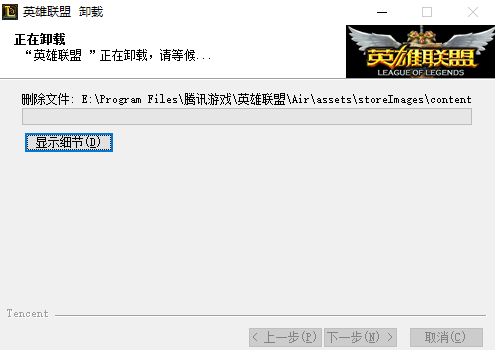 英雄联盟 卸载
正在卸载
“英雄联盟 ”正在卸载，请等候...
英雄联盟
LEAGUE OF LEGENDS
删除文件: E:\Program Files\腾讯游戏\英雄联盟\Air\assets\storeImages\content
显示细节(D)
Tencent
< 上一步(P) 下一步(N) > 取消(C)